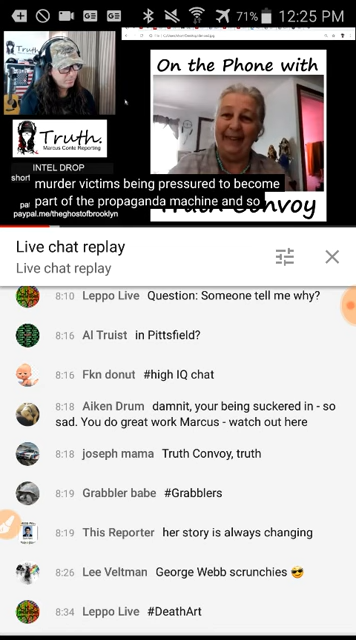 71% 12:25 PM
Truth.
On the Phone with
Truth.
Marcus Conte Reporting
INTEL DROP
short
murder victims being pressured to become
part of the propaganda machine and so
paypal.me/theghostofbrooklyn
Truth Convoy
Live chat replay
Live chat replay
8:10 Leppo Live Question: Someone tell me why?
8:16 Al Truist in Pittsfield?
8:16 Fkn donut #high IQ chat
8:18 Aiken Drum damnit, your being suckered in - so
sad. You do great work Marcus - watch out here
8:18 joseph mama Truth Convoy, truth
8:19 Grabbler babe #Grabblers
8:19 This Reporter her story is always changing
8:26 Lee Veltman George Webb scrunchies 😎
8:34 Leppo Live #DeathArt